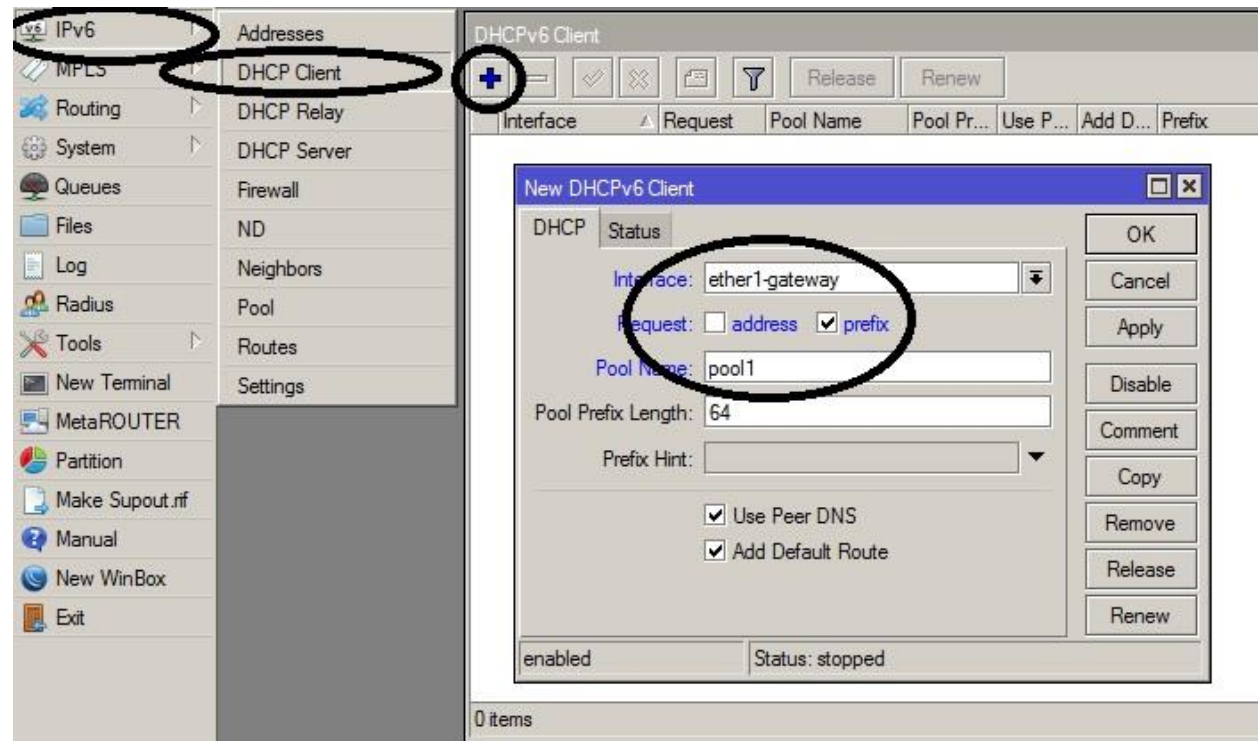 IPv6
MPLS
Routing
System
Queues
Files
Log
Radius
Tools
New Terminal
MetaROUTER
Partition
Make Supout.rif
Manual
New WinBox
Exit
Addresses
DHCP Client
DHCP Relay
DHCP Server
Firewall
ND
Neighbors
Pool
Routes
Settings
DHCPv6 Client
Release Renew
Interface Request Pool Name Pool Pr... Use P... Add D... Prefix
New DHCPv6 Client
DHCP Status
Interface: ether1-gateway
Request: address prefix
Pool Name: pool1
Pool Prefix Length: 64
Prefix Hint:
Use Peer DNS
Add Default Route
OK
Cancel
Apply
Disable
Comment
Copy
Remove
Release
Renew
enabled Status: stopped
0 items